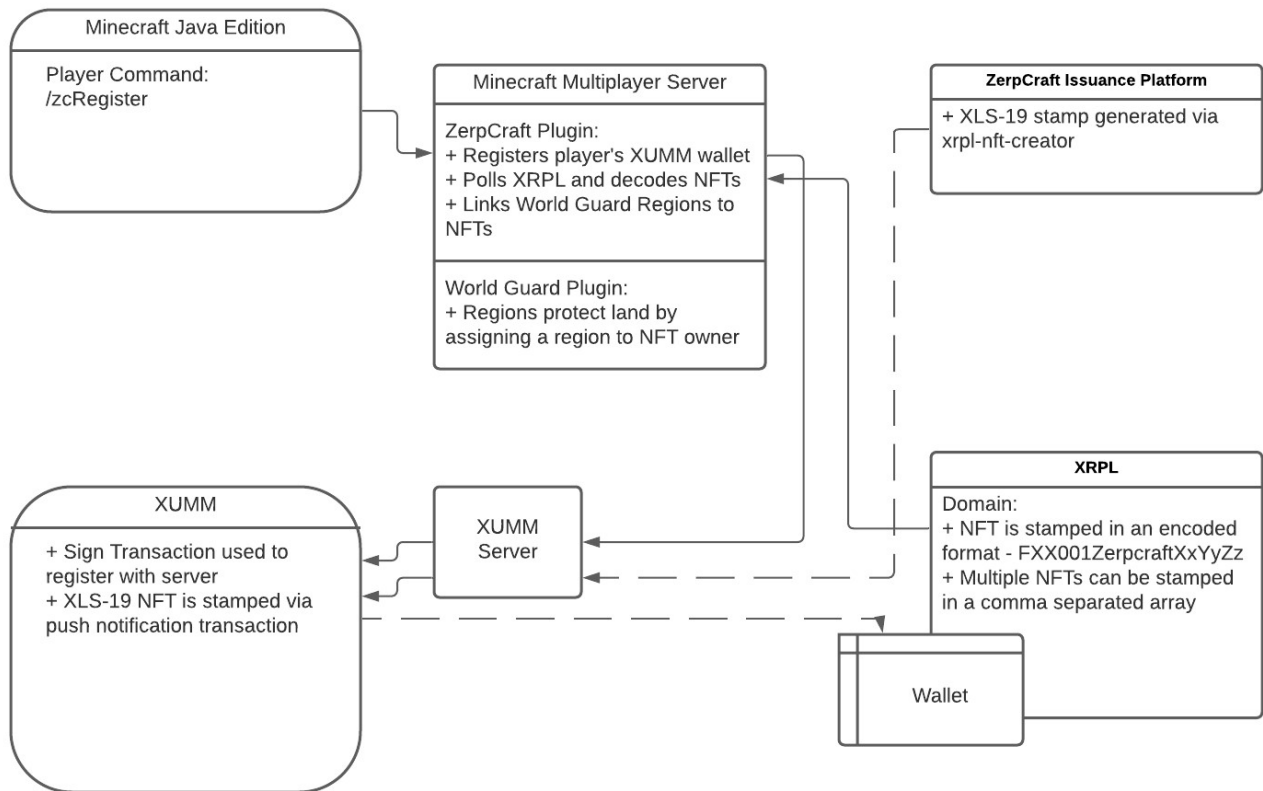 Minecraft Java Edition
Player Command:
/zcRegister
Minecraft Multiplayer Server
ZerpCraft Plugin:
+ Registers player's XUMM wallet
+ Polls XRPL and decodes NFTs
+ Links World Guard Regions to
NFTs
World Guard Plugin:
+ Regions protect land by
assigning a region to NFT owner
ZerpCraft Issuance Platform
+ XLS-19 stamp generated via
xrpl-nft-creator
XUMM
+ Sign Transaction used to
register with server
+ XLS-19 NFT is stamped via
push notification transaction
XUMM
Server
XRPL
Domain:
+ NFT is stamped in an encoded
format - FXX001ZerpcraftXxYyZz
+ Multiple NFTs can be stamped
in a comma separated array
Wallet